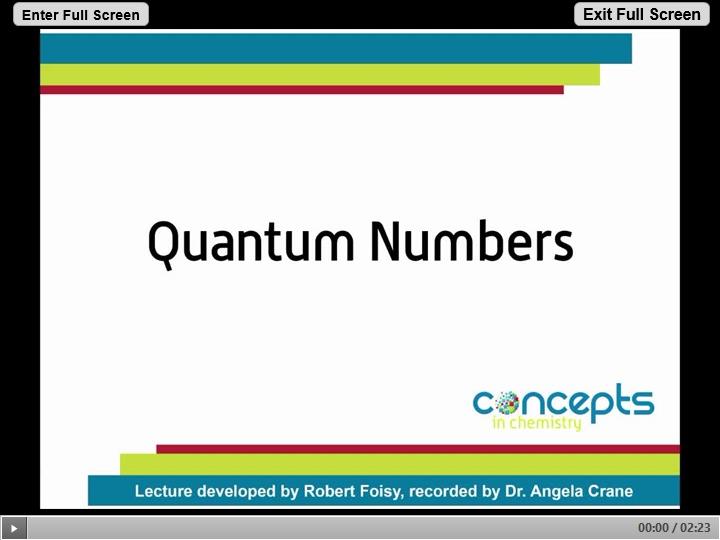 Enter Full Screen
Exit Full Screen
Quantum Numbers
concepts
in chemistry
Lecture developed by Robert Foisy, recorded by Dr. Angela Crane
00:00 / 02:23